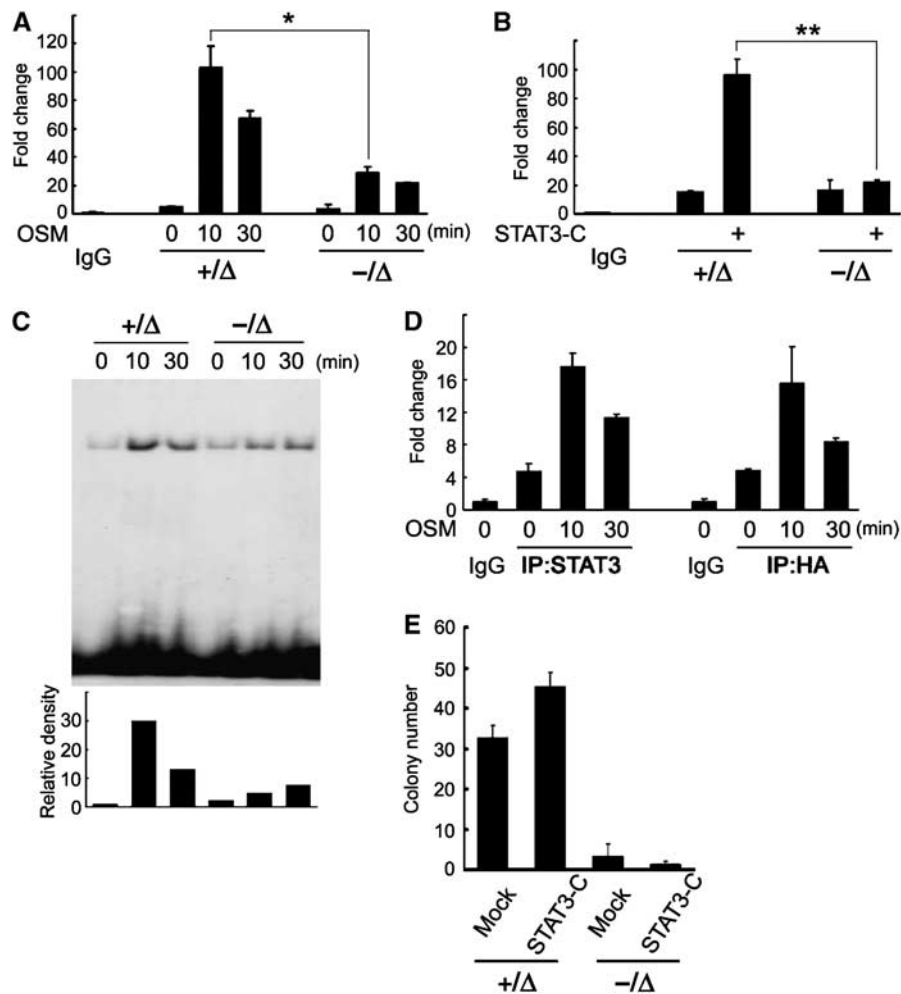 A
*
Fold change
120
100
80
60
40
20
0
OSM 0 10 30 0 10 30 (min)
IgG +/Δ −/Δ
B
**
Fold change
100
80
60
40
20
0
STAT3-C + +
IgG +/Δ −/Δ
C
+/Δ −/Δ
0 10 30 0 10 30 (min)
Relative density
30
20
10
0
D
Fold change
20
16
12
8
4
0
OSM 0 0 10 30 0 0 10 30 (min)
IgG IP:STAT3 IgG IP:HA
E
Colony number
60
50
40
30
20
10
0
Mock STAT3-C Mock STAT3-C
+/Δ −/Δ